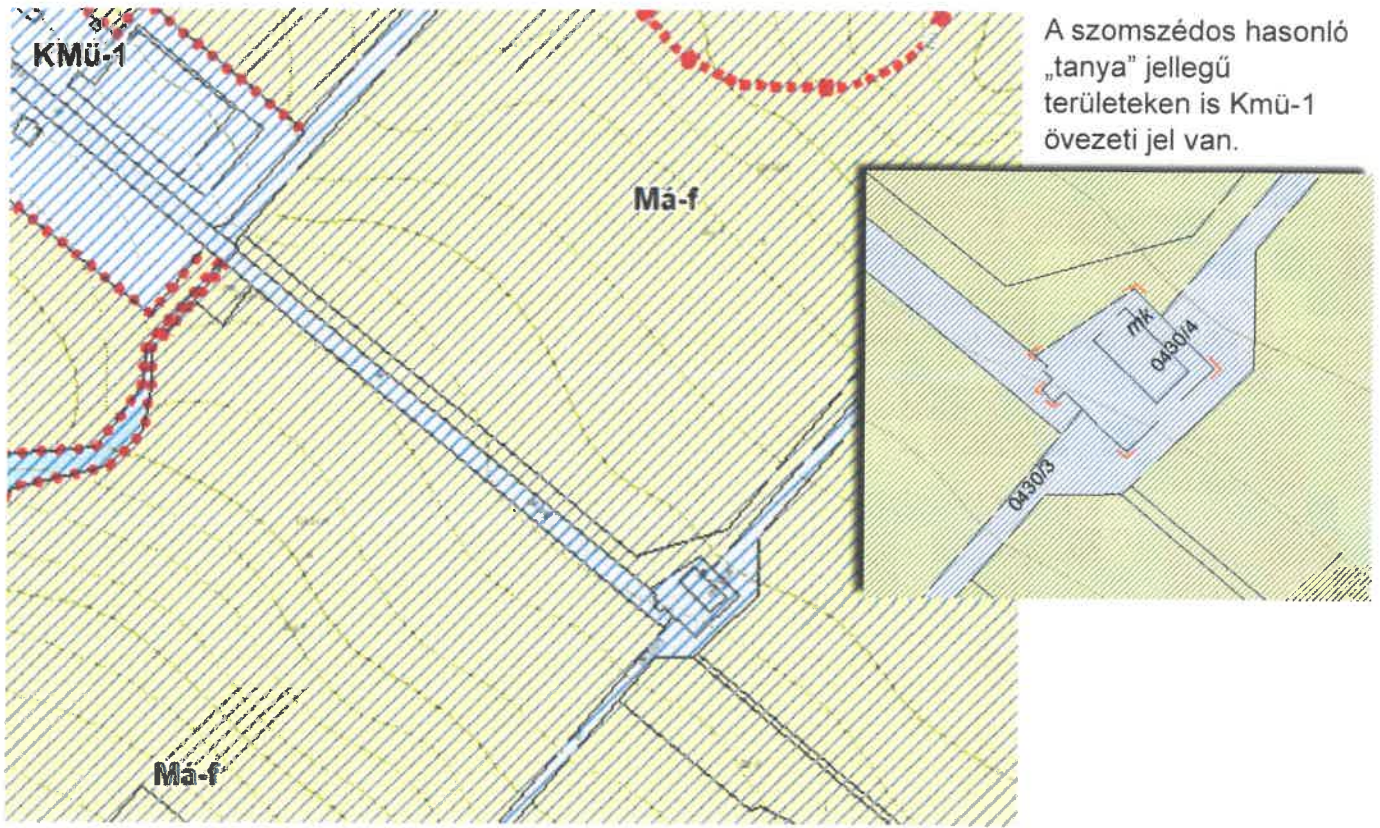 KMü-1
A szomszédos hasonló
„tanya” jellegű
területeken is Kmü-1
övezeti jel van.
Má-f
mk
0430/4
0430/3
Má-f